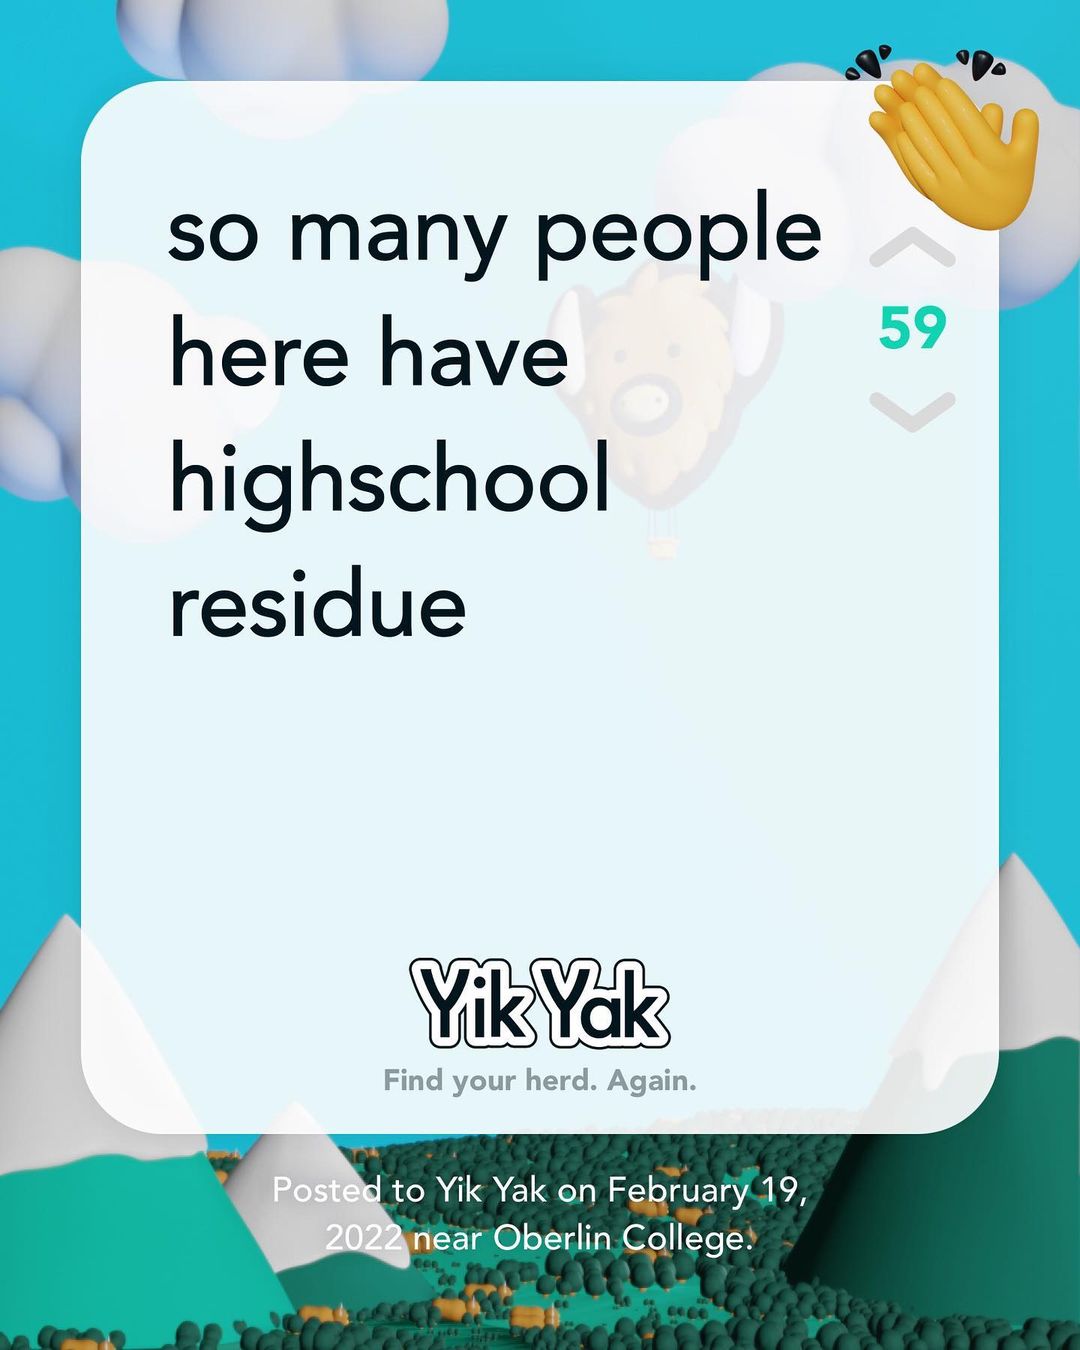 so many people
here have
highschool
residue
59
Yik Yak
Find your herd. Again.
Posted to Yik Yak on February 19,
2022 near Oberlin College.